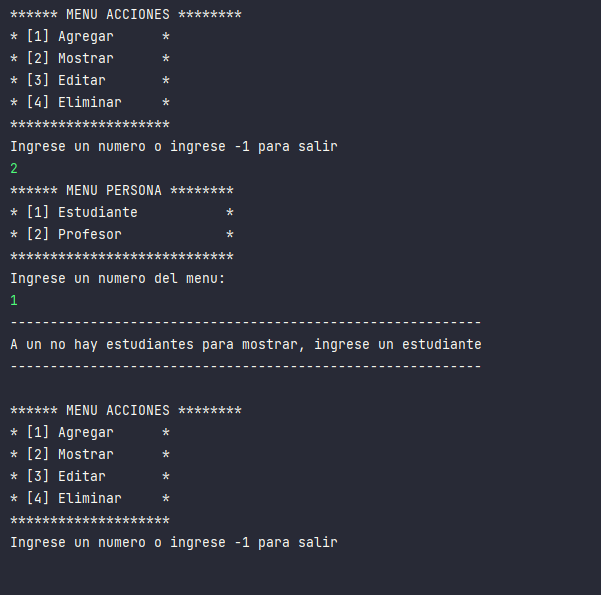 ****** MENU ACCIONES ********
* [1] Agregar      *
* [2] Mostrar      *
* [3] Editar       *
* [4] Eliminar     *
********************
Ingrese un numero o ingrese -1 para salir
2
****** MENU PERSONA ********
* [1] Estudiante           *
* [2] Profesor             *
****************************
Ingrese un numero del menu:
1
-----------------------------------------------------------
A un no hay estudiantes para mostrar, ingrese un estudiante
-----------------------------------------------------------

****** MENU ACCIONES ********
* [1] Agregar      *
* [2] Mostrar      *
* [3] Editar       *
* [4] Eliminar     *
********************
Ingrese un numero o ingrese -1 para salir